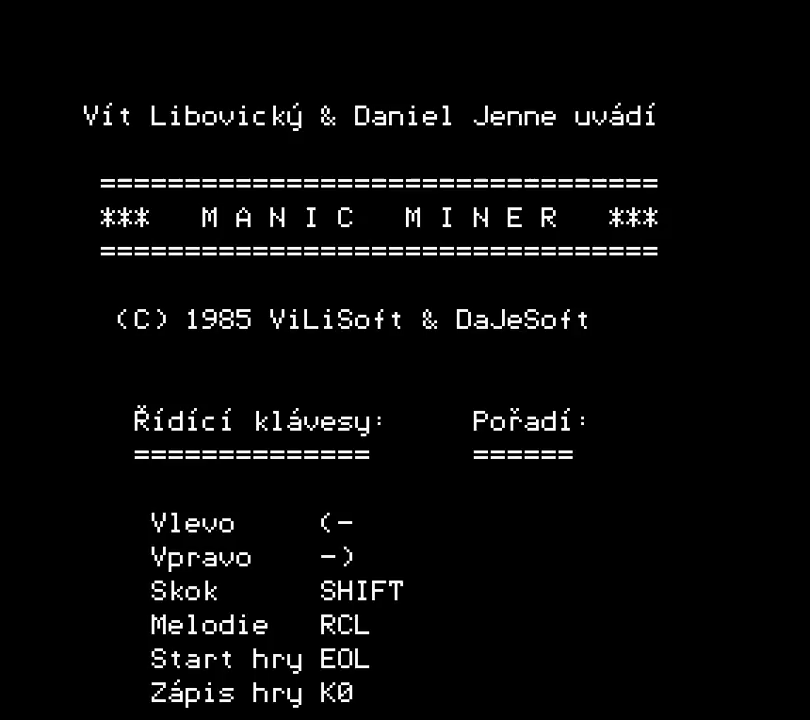 Vít Libovický & Daniel Jenne uvádí
=================================
***   M A N I C   M I N E R   ***
=================================
(C) 1985 ViLiSoft & DaJeSoft
Řídící klávesy:     Pořadí:
==============      ======
Vlevo     (-
Vpravo    -)
Skok      SHIFT
Melodie   RCL
Start hry EOL
Zápis hry K0